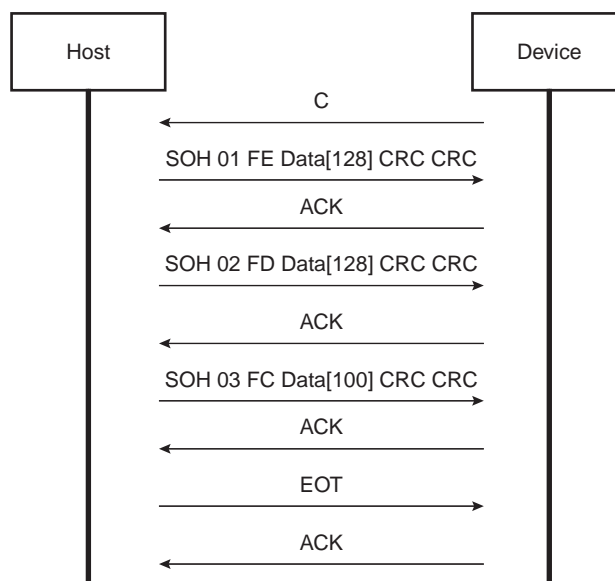 Host
Device
C
SOH 01 FE Data[128] CRC CRC
ACK
SOH 02 FD Data[128] CRC CRC
ACK
SOH 03 FC Data[100] CRC CRC
ACK
EOT
ACK